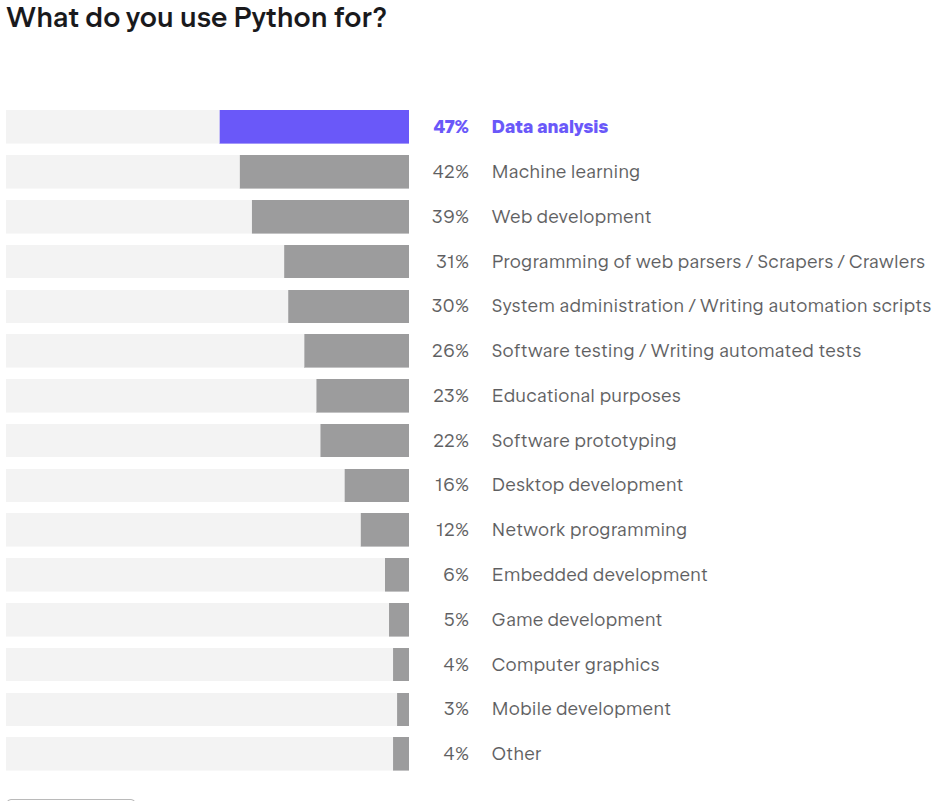 What do you use Python for?
47% Data analysis
42% Machine learning
39% Web development
31% Programming of web parsers / Scrapers / Crawlers
30% System administration / Writing automation scripts
26% Software testing / Writing automated tests
23% Educational purposes
22% Software prototyping
16% Desktop development
12% Network programming
6% Embedded development
5% Game development
4% Computer graphics
3% Mobile development
4% Other